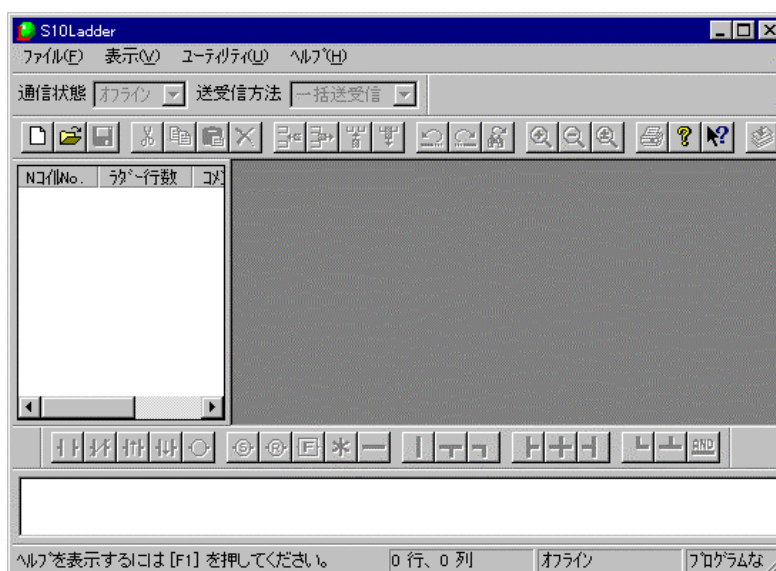 S10Ladder
ﾌｧｲﾙ(F) 表示(V) ﾕｰﾃｨﾘﾃｨ(U) ﾍﾙﾌﾟ(H)
通信状態 ｵﾌﾗｲﾝ 送受信方法 一括送受信
NｺｲﾙNo. ﾗﾀﾞｰ行数 ｺﾒﾝ
S R F AND
ﾍﾙﾌﾟを表示するには [F1] を押してください。 0 行、0 列 ｵﾌﾗｲﾝ ﾌﾟﾛｸﾞﾗﾑな